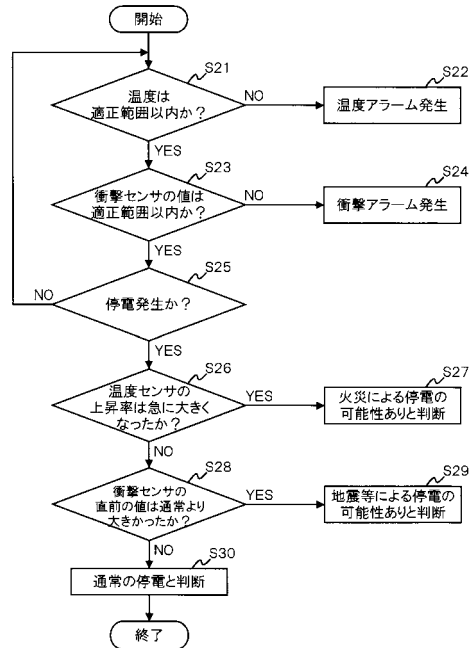 開始
S21
温度は
適正範囲以内か?
NO
S22
温度アラーム発生
YES
S23
衝撃センサの値は
適正範囲以内か?
NO
S24
衝撃アラーム発生
YES
S25
停電発生か?
NO
YES
S26
温度センサの
上昇率は急に大きく
なったか?
YES
S27
火災による停電の
可能性ありと判断
NO
S28
衝撃センサの
直前の値は通常より
大きかったか?
YES
S29
地震等による停電の
可能性ありと判断
NO
S30
通常の停電と判断
終了